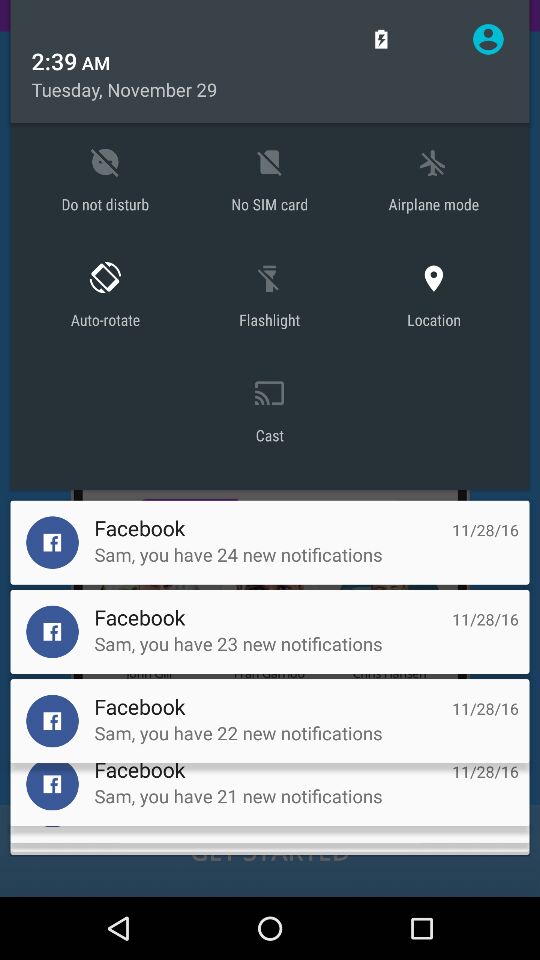 2:39 AM
Tuesday, November 29
Do not disturb
No SIM card
Airplane mode
Auto-rotate
Flashlight
Location
Cast
Facebook
11/28/16
Sam, you have 24 new notifications
Facebook
11/28/16
Sam, you have 23 new notifications
Facebook
11/28/16
Sam, you have 22 new notifications
Facebook
11/28/16
Sam, you have 21 new notifications
GET STARTED